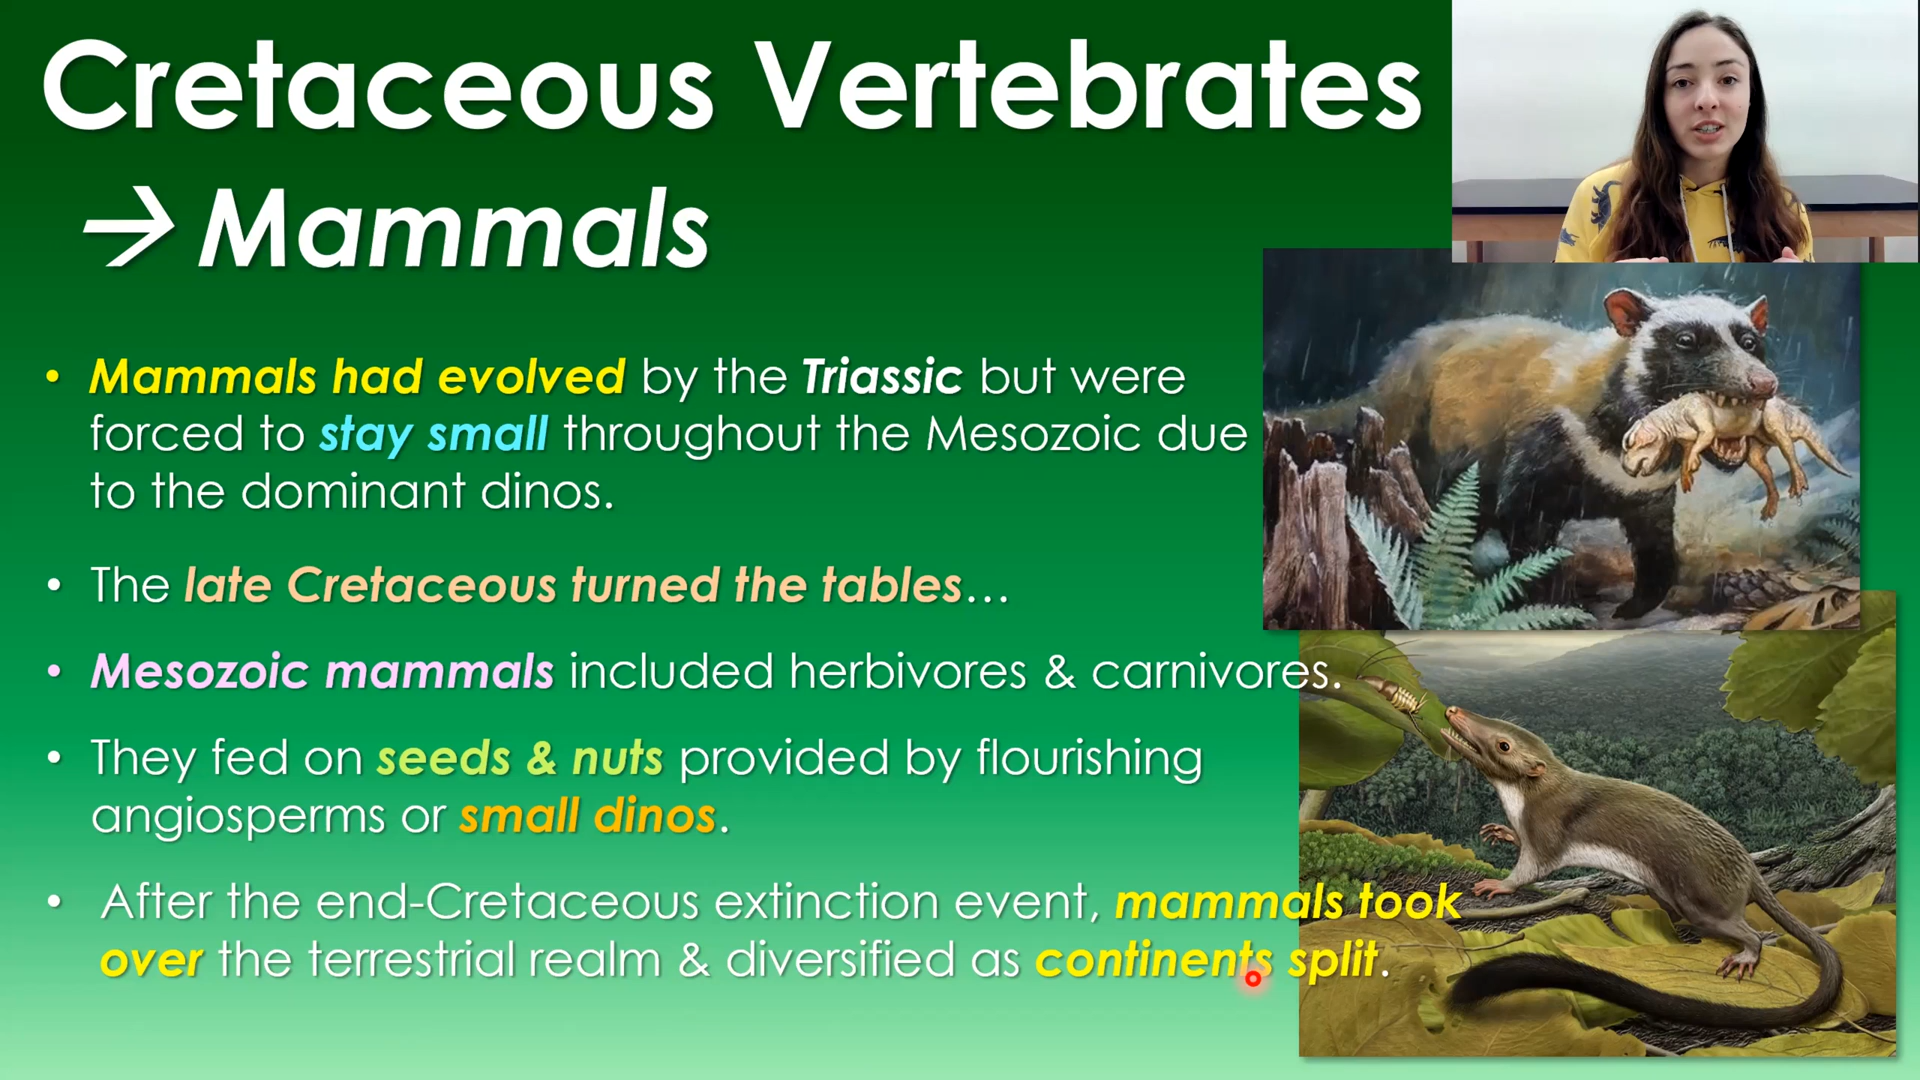 Cretaceous Vertebrates
→ Mammals
• Mammals had evolved by the Triassic but were
forced to stay small throughout the Mesozoic due
to the dominant dinos.
• The late Cretaceous turned the tables…
• Mesozoic mammals included herbivores & carnivores.
• They fed on seeds & nuts provided by flourishing
angiosperms or small dinos.
• After the end-Cretaceous extinction event, mammals took
over the terrestrial realm & diversified as continents split.